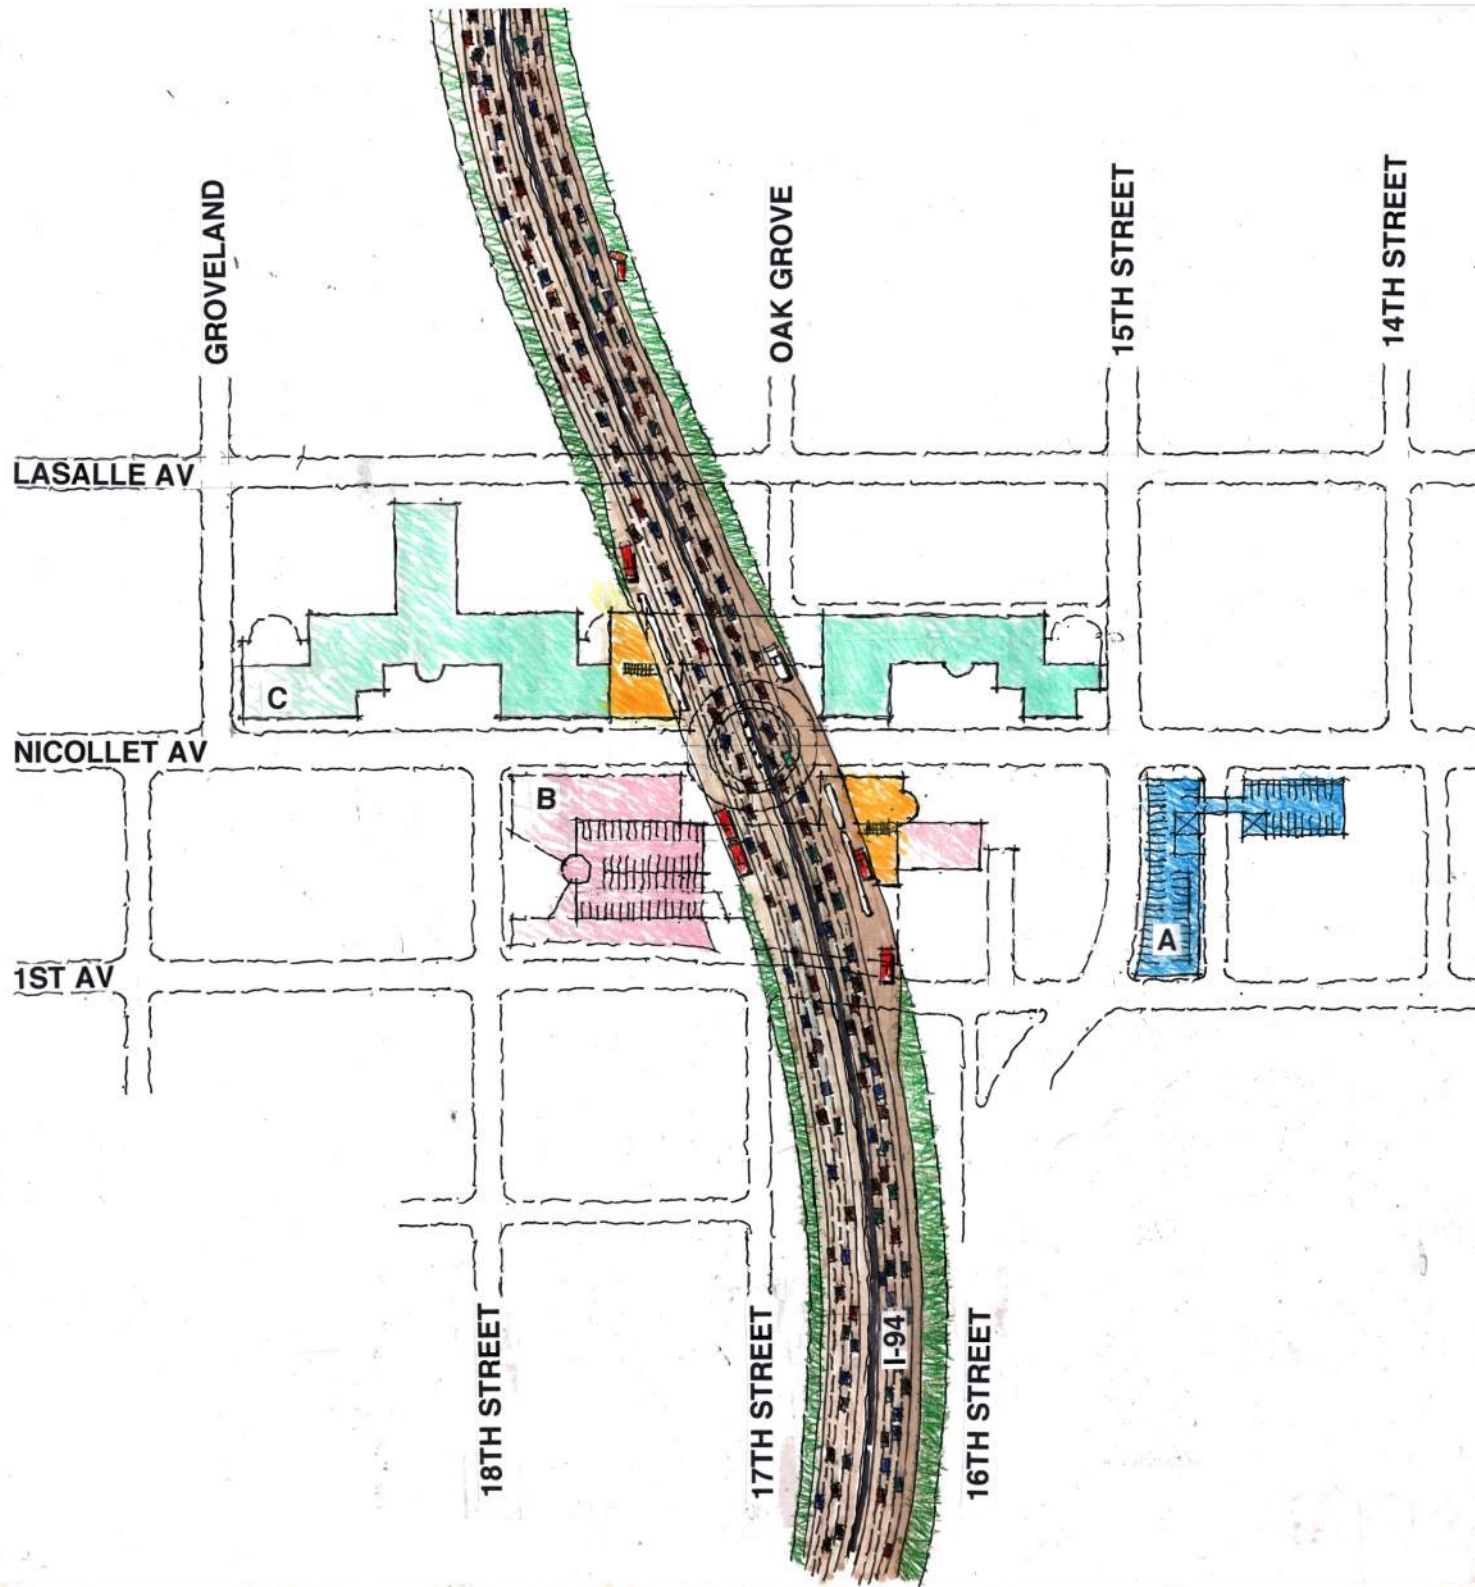 GROVELAND
OAK GROVE
15TH STREET
14TH STREET
LASALLE AV
C
NICOLLET AV
B
A
1ST AV
I-94
18TH STREET
17TH STREET
16TH STREET